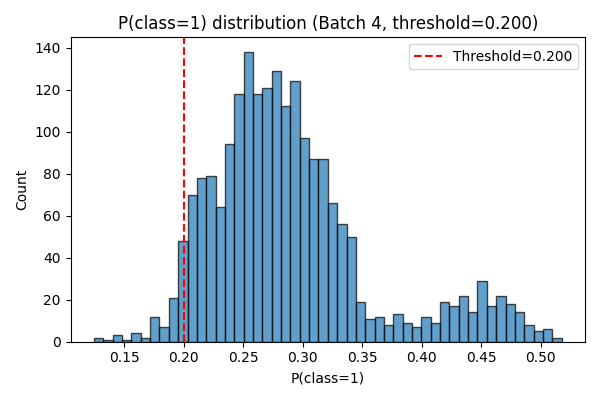 P(class=1) distribution (Batch 4, threshold=0.200)
Threshold=0.200
Count
140
120
100
80
60
40
20
0
0.15 0.20 0.25 0.30 0.35 0.40 0.45 0.50
P(class=1)